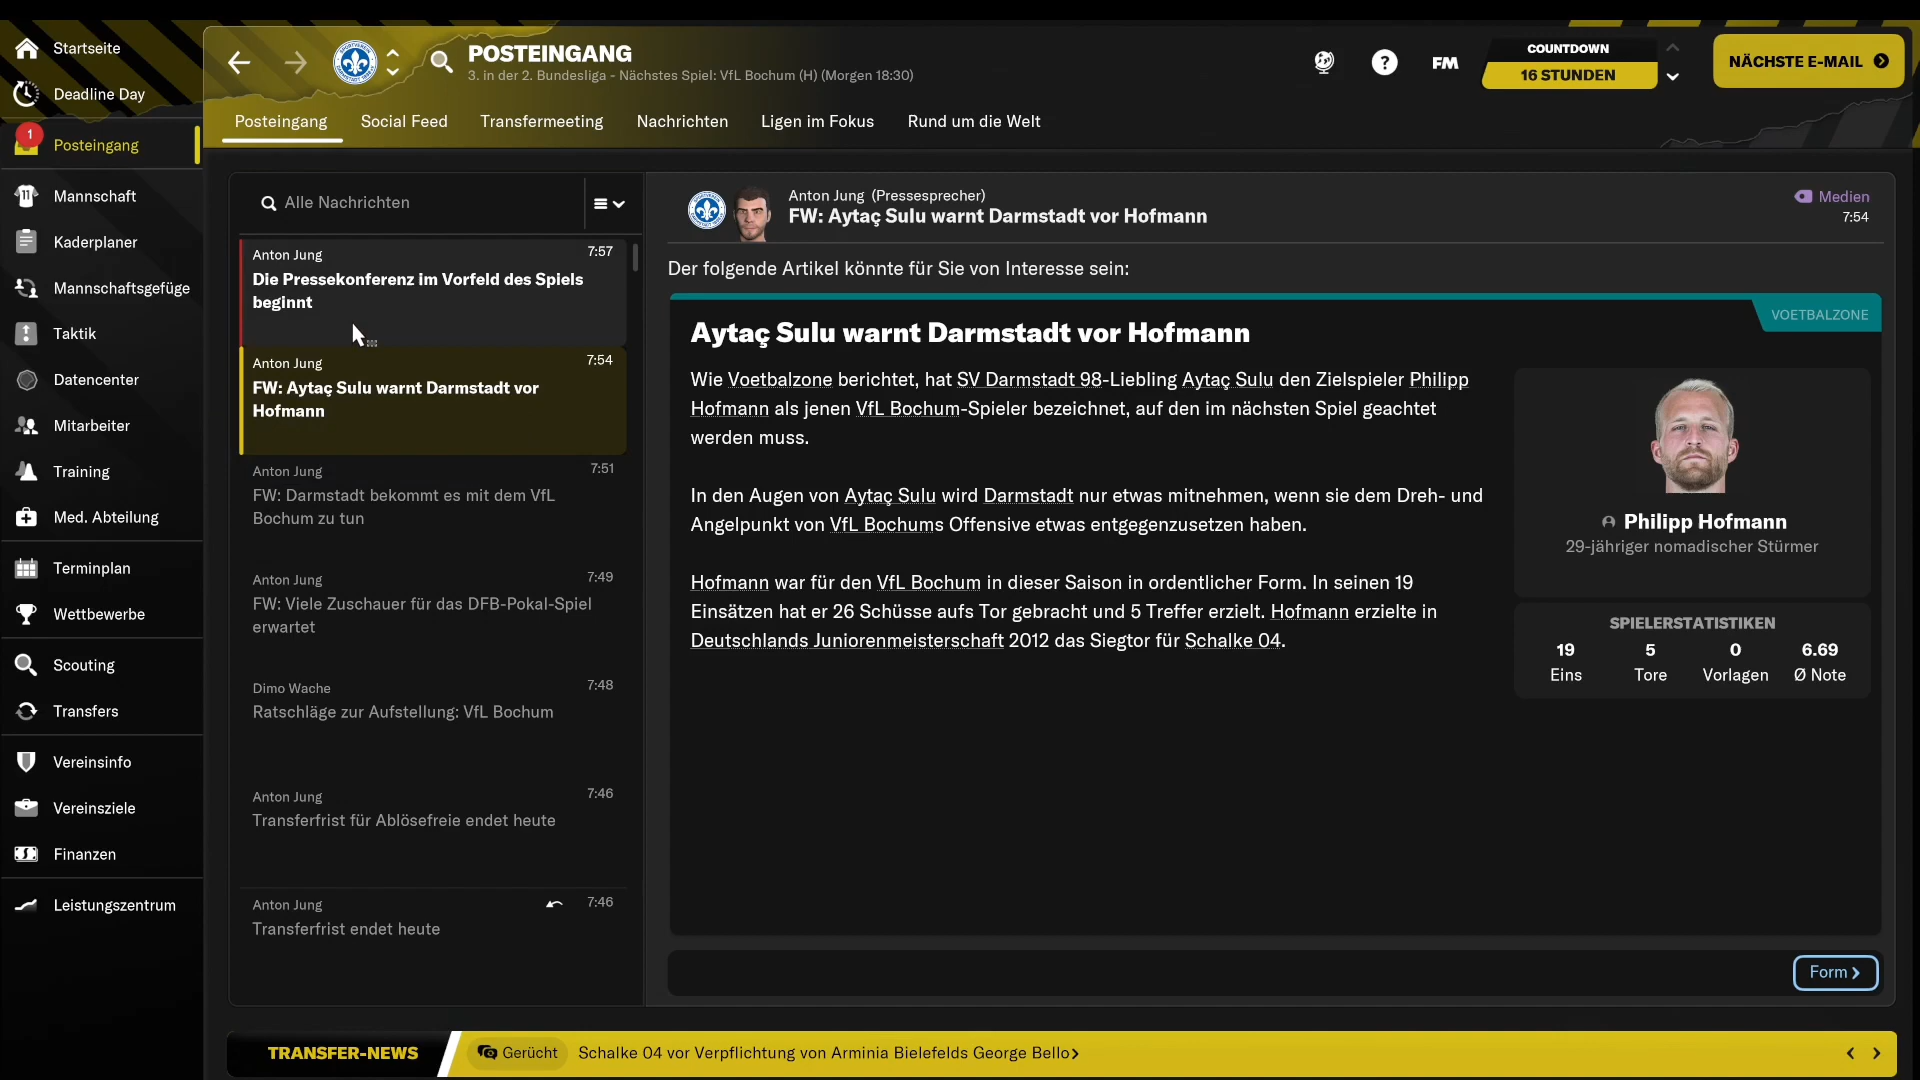 Startseite
Deadline Day
1
Posteingang
Mannschaft
Kaderplaner
Mannschaftsgefüge
Taktik
Datencenter
Mitarbeiter
Training
Med. Abteilung
Terminplan
Wettbewerbe
Scouting
Transfers
Vereinsinfo
Vereinsziele
Finanzen
Leistungszentrum
POSTEINGANG
3. in der 2. Bundesliga - Nächstes Spiel: VfL Bochum (H) (Morgen 18:30)
FM
COUNTDOWN
16 STUNDEN
NÄCHSTE E-MAIL
Posteingang Social Feed Transfermeeting Nachrichten Ligen im Fokus Rund um die Welt
Alle Nachrichten
Anton Jung 7:57
Die Pressekonferenz im Vorfeld des Spiels
beginnt
Anton Jung 7:54
FW: Aytaç Sulu warnt Darmstadt vor
Hofmann
Anton Jung 7:51
FW: Darmstadt bekommt es mit dem VfL
Bochum zu tun
Anton Jung 7:49
FW: Viele Zuschauer für das DFB-Pokal-Spiel
erwartet
Dimo Wache 7:48
Ratschläge zur Aufstellung: VfL Bochum
Anton Jung 7:46
Transferfrist für Ablösefreie endet heute
Anton Jung 7:46
Transferfrist endet heute
Anton Jung (Pressesprecher)
FW: Aytaç Sulu warnt Darmstadt vor Hofmann
Medien
7:54
Der folgende Artikel könnte für Sie von Interesse sein:
VOETBALZONE
Aytaç Sulu warnt Darmstadt vor Hofmann
Wie Voetbalzone berichtet, hat SV Darmstadt 98-Liebling Aytaç Sulu den Zielspieler Philipp
Hofmann als jenen VfL Bochum-Spieler bezeichnet, auf den im nächsten Spiel geachtet
werden muss.
In den Augen von Aytaç Sulu wird Darmstadt nur etwas mitnehmen, wenn sie dem Dreh- und
Angelpunkt von VfL Bochums Offensive etwas entgegenzusetzen haben.
Hofmann war für den VfL Bochum in dieser Saison in ordentlicher Form. In seinen 19
Einsätzen hat er 26 Schüsse aufs Tor gebracht und 5 Treffer erzielt. Hofmann erzielte in
Deutschlands Juniorenmeisterschaft 2012 das Siegtor für Schalke 04.
Philipp Hofmann
29-jähriger nomadischer Stürmer
SPIELERSTATISTIKEN
19 5 0 6.69
Eins Tore Vorlagen Ø Note
Form
TRANSFER-NEWS
Gerücht Schalke 04 vor Verpflichtung von Arminia Bielefelds George Bello